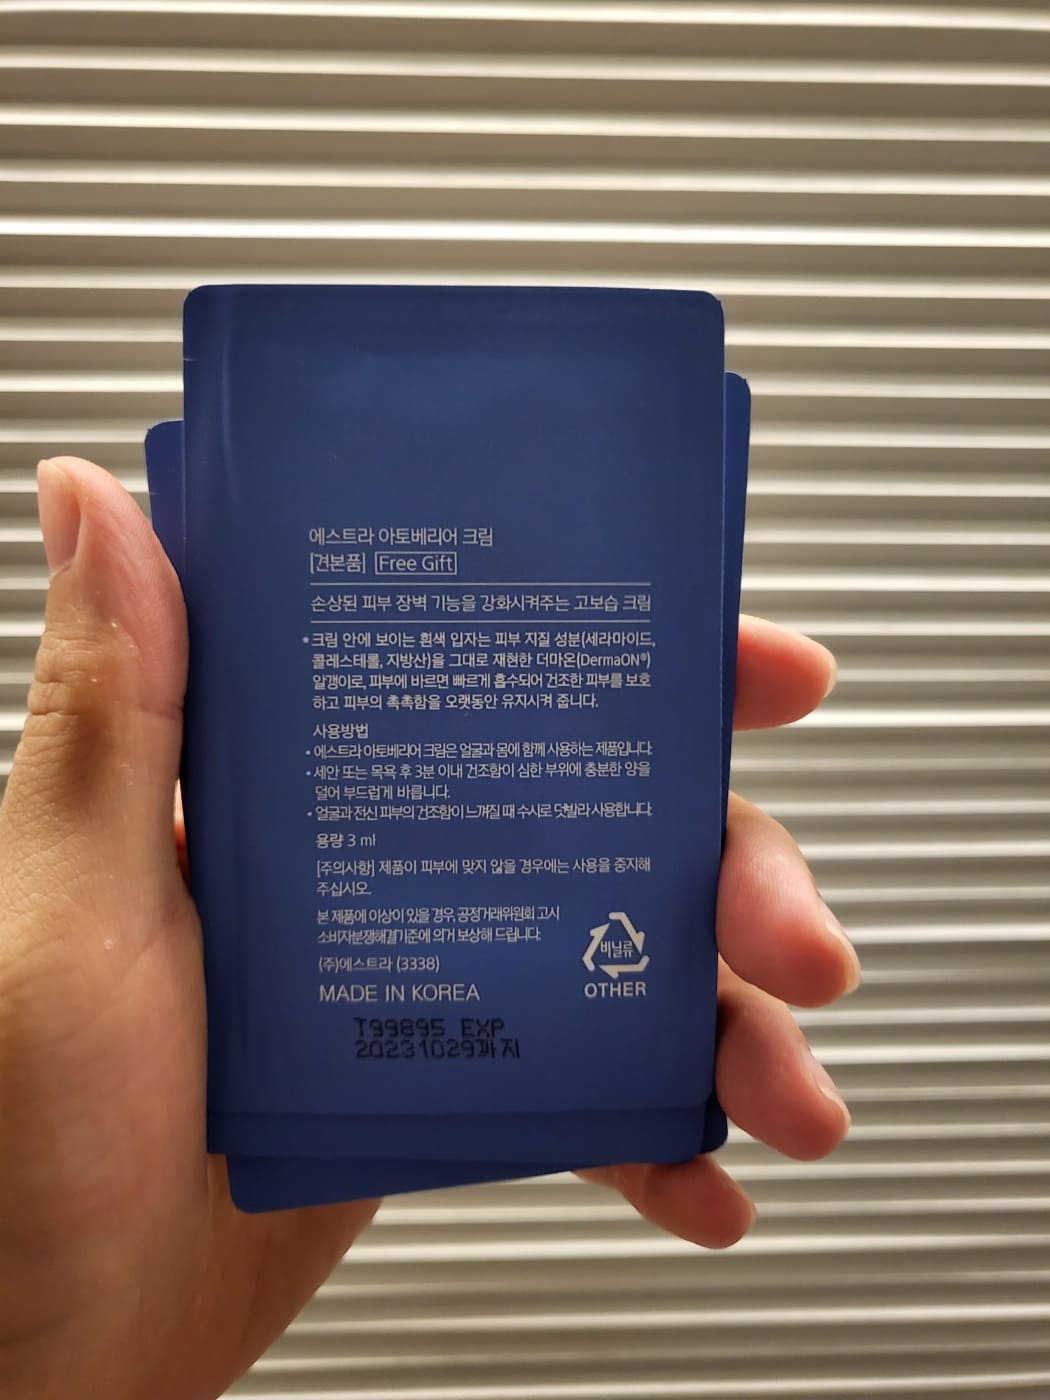 에스트라 아토베리어 크림
[견본품] Free Gift
손상된 피부 장벽 기능을 강화시켜주는 고보습 크림
• 크림 안에 보이는 흰색 입자는 피부 지질 성분(세라마이드,
콜레스테롤, 지방산)을 그대로 재현한 더마온(DermaON®)
알갱이로, 피부에 바르면 빠르게 흡수되어 건조한 피부를 보호
하고 피부의 촉촉함을 오랫동안 유지시켜 줍니다.
사용방법
• 에스트라 아토베리어 크림은 얼굴과 몸에 함께 사용하는 제품입니다.
• 세안 또는 목욕 후 3분 이내 건조함이 심한 부위에 충분한 양을
덜어 부드럽게 바릅니다.
• 얼굴과 전신 피부의 건조함이 느껴질 때 수시로 덧발라 사용합니다.
용량 3 ml
[주의사항] 제품이 피부에 맞지 않을 경우에는 사용을 중지해
주십시오.
본 제품에 이상이 있을 경우, 공정거래위원회 고시
소비자분쟁해결기준에 의거 보상해 드립니다.
비닐류
(주)에스트라 (3338)
MADE IN KOREA
OTHER
T99895 EXP
20231029까지